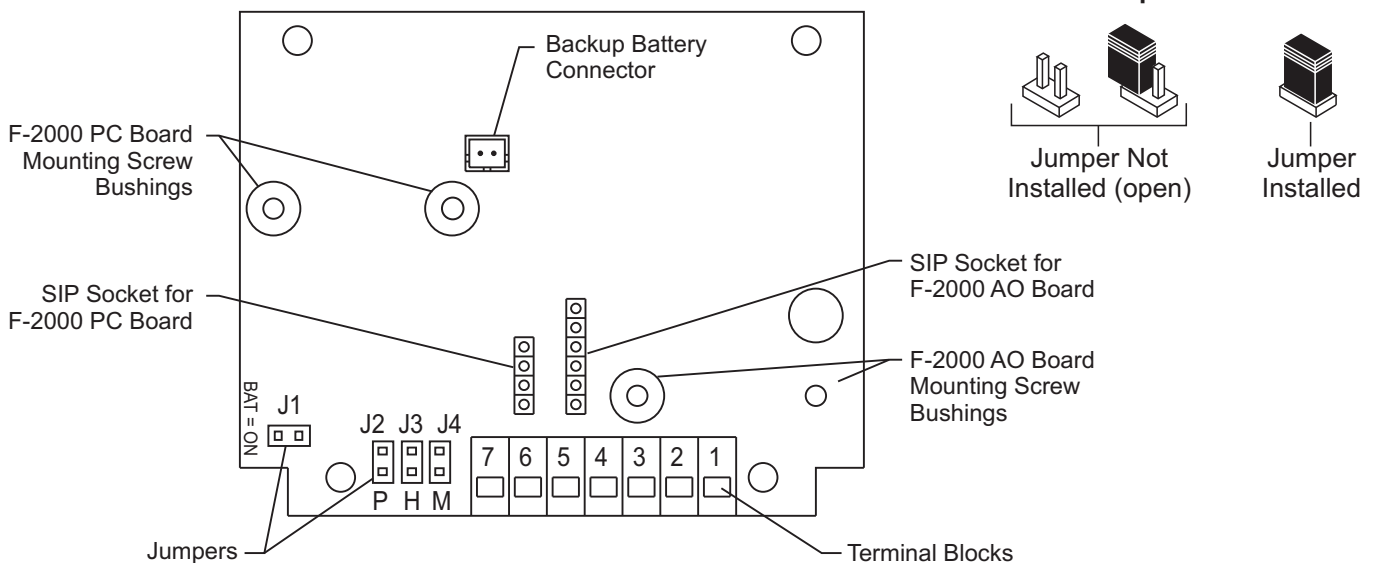 Backup Battery
Connector
F-2000 PC Board
Mounting Screw
Bushings
Jumper Not
Installed (open)
Jumper
Installed
SIP Socket for
F-2000 AO Board
SIP Socket for
F-2000 PC Board
F-2000 AO Board
Mounting Screw
Bushings
BAT = ON
J1
J2 J3 J4
P H M
7 6 5 4 3 2 1
Jumpers
Terminal Blocks